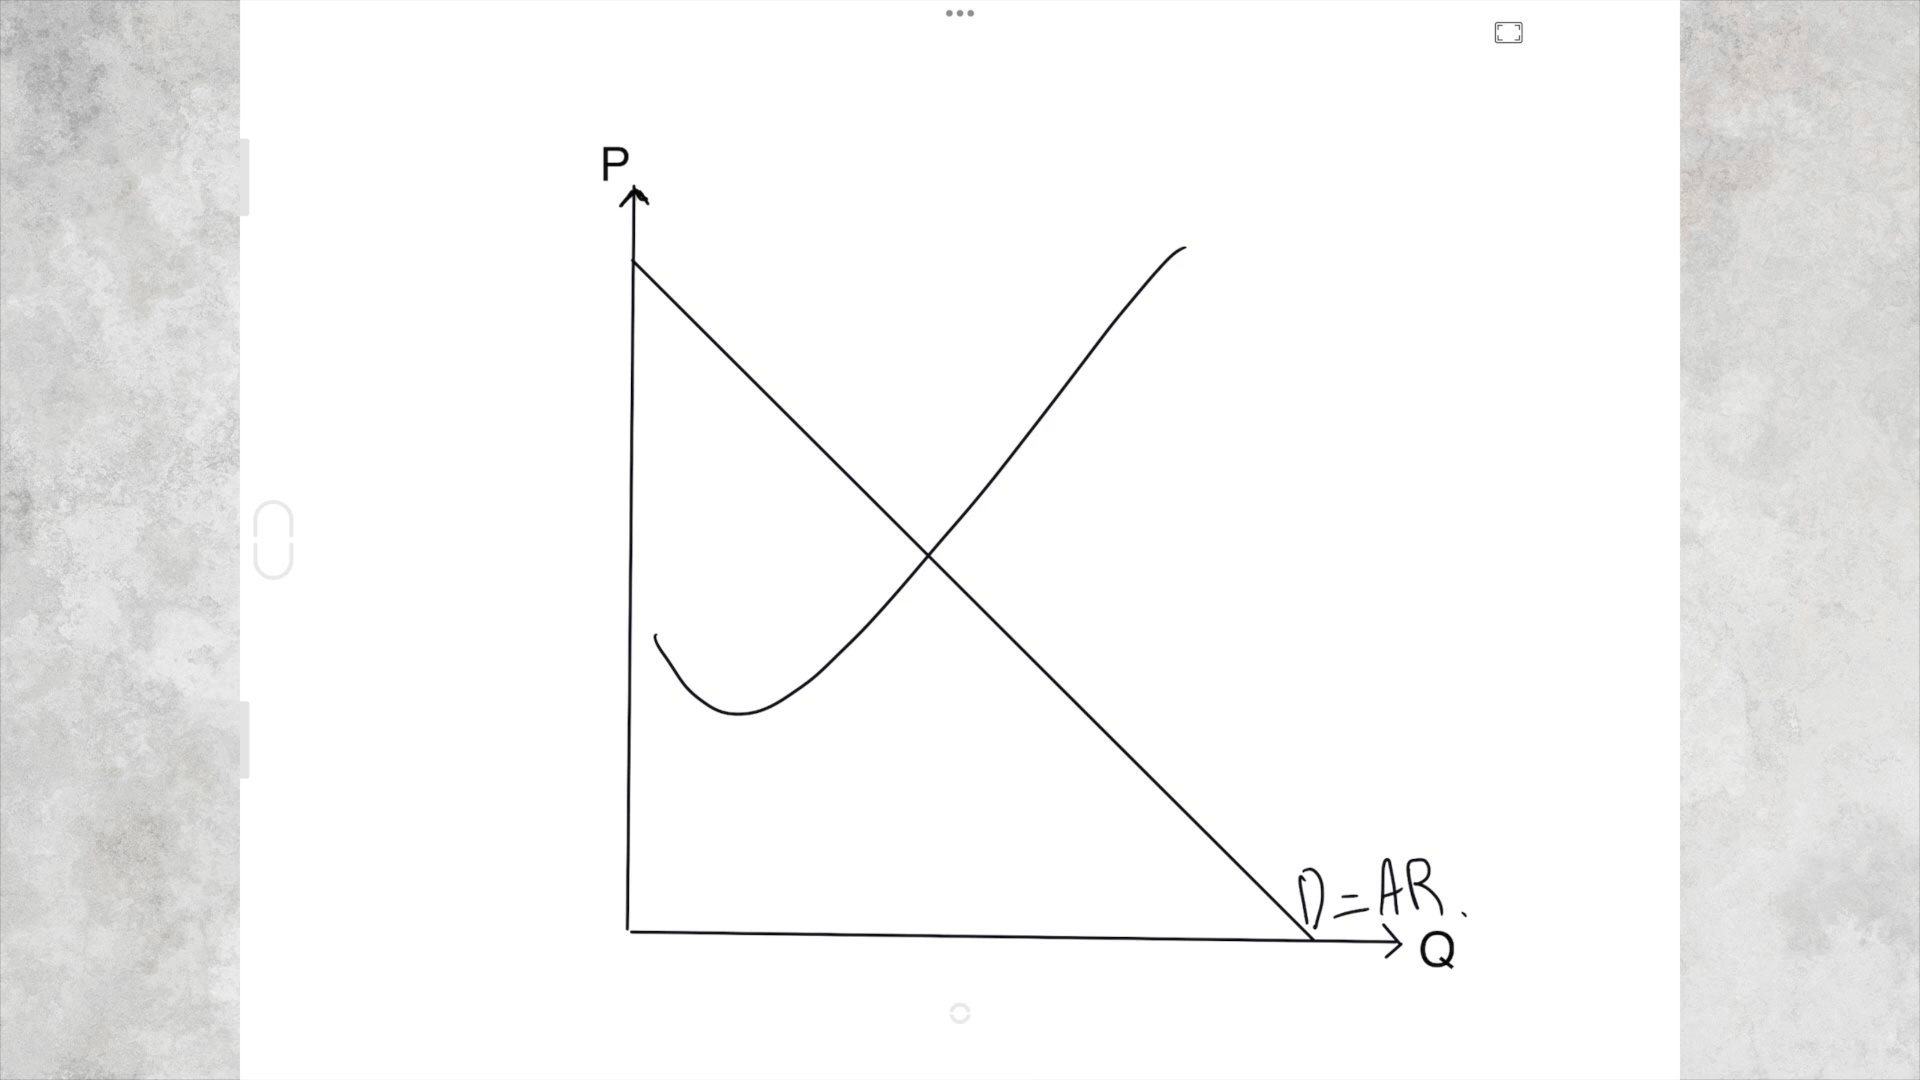 P
D = AR.
Q